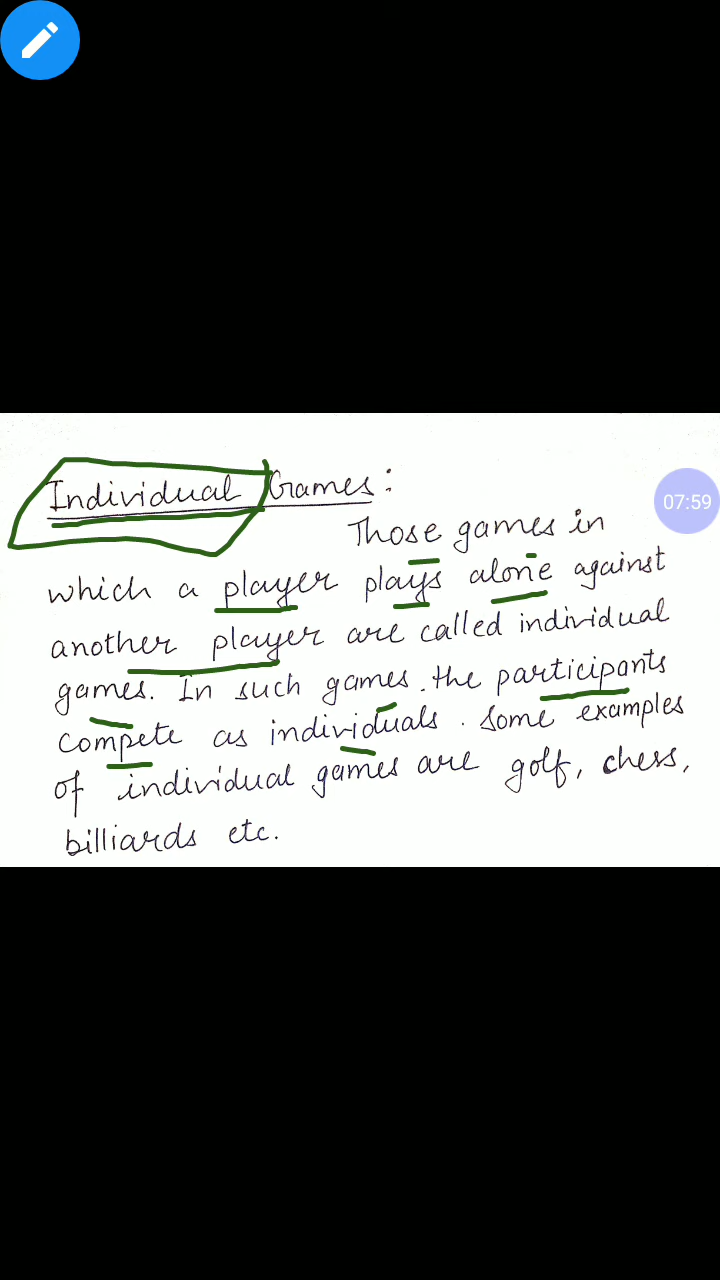 Individual Games:
07:59
Those games in
which a player plays alone against
another player are called individual
games. In such games the participants
compete as individuals. Some examples
of individual games are golf, chess,
billiards etc.